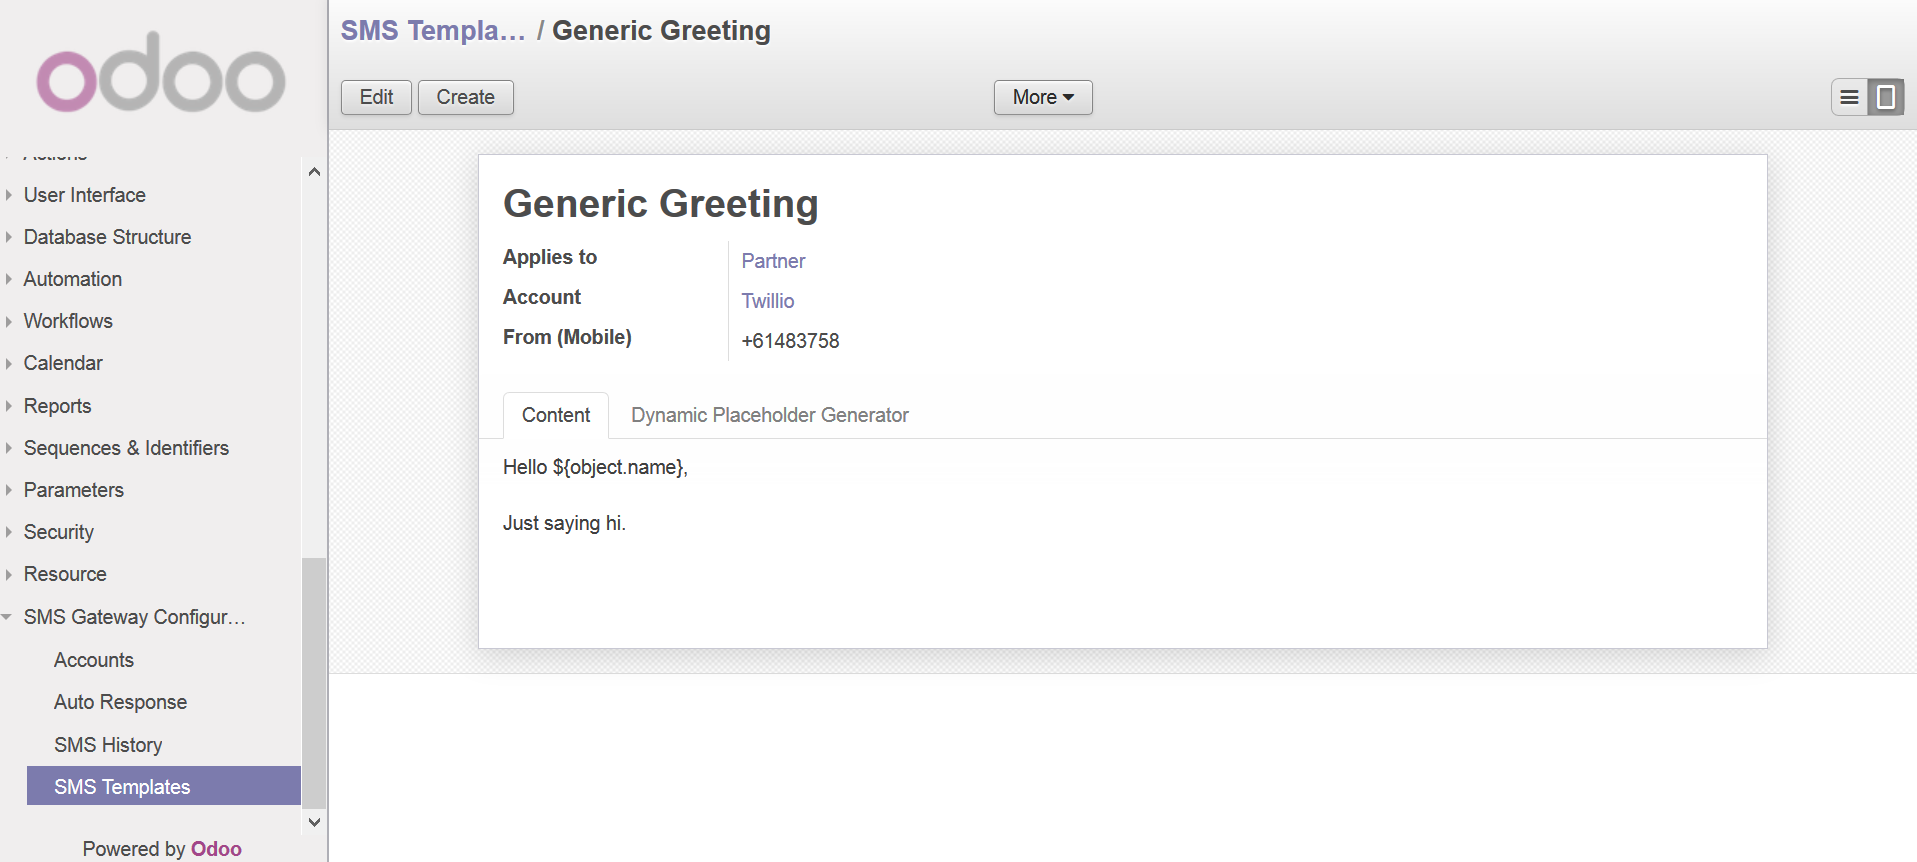 odoo
Actions
User Interface
Database Structure
Automation
Workflows
Calendar
Reports
Sequences & Identifiers
Parameters
Security
Resource
SMS Gateway Configur...
Accounts
Auto Response
SMS History
SMS Templates
Powered by Odoo
SMS Templa... / Generic Greeting
Edit Create More
Generic Greeting
Applies to Partner
Account Twillio
From (Mobile) +61483758
Content Dynamic Placeholder Generator
Hello ${object.name},
Just saying hi.